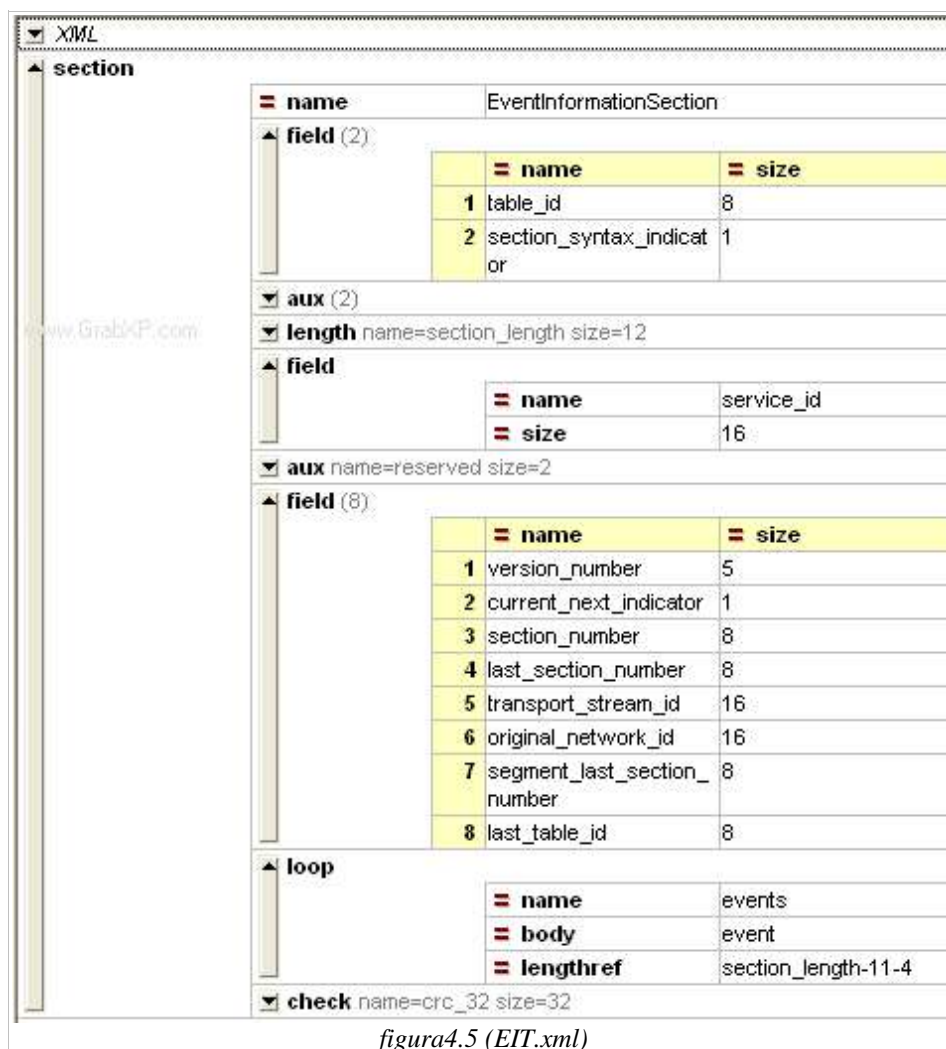 XML
section
= name EventInformationSection
field (2)
= name = size
1 table_id 8
2 section_syntax_indicat 1
or
aux (2)
www.GrabXP.com
length name=section_length size=12
field
= name service_id
= size 16
aux name=reserved size=2
field (8)
= name = size
1 version_number 5
2 current_next_indicator 1
3 section_number 8
4 last_section_number 8
5 transport_stream_id 16
6 original_network_id 16
7 segment_last_section_ 8
number
8 last_table_id 8
loop
= name events
= body event
= lengthref section_length-11-4
check name=crc_32 size=32
figura4.5 (EIT.xml)